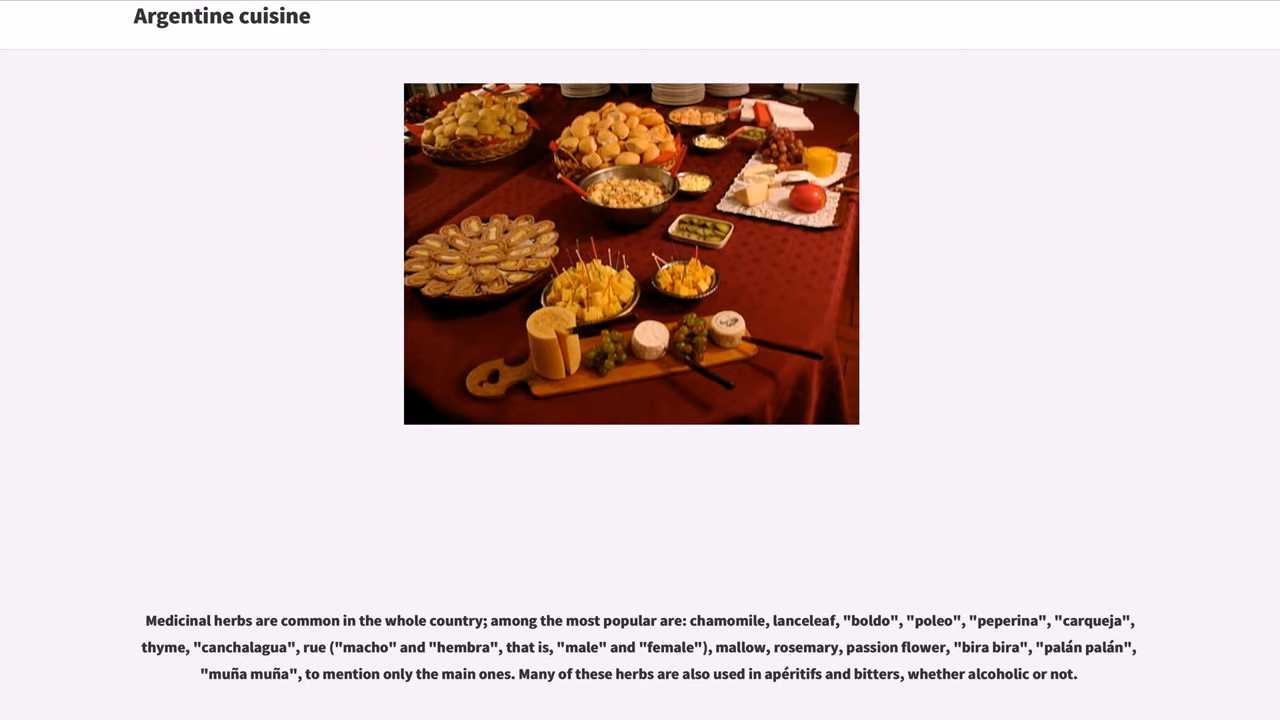 Argentine cuisine
Medicinal herbs are common in the whole country; among the most popular are: chamomile, lanceleaf, "boldo", "poleo", "peperina", "carqueja",
thyme, "canchalagua", rue ("macho" and "hembra", that is, "male" and "female"), mallow, rosemary, passion flower, "bira bira", "palán palán",
"muña muña", to mention only the main ones. Many of these herbs are also used in apéritifs and bitters, whether alcoholic or not.